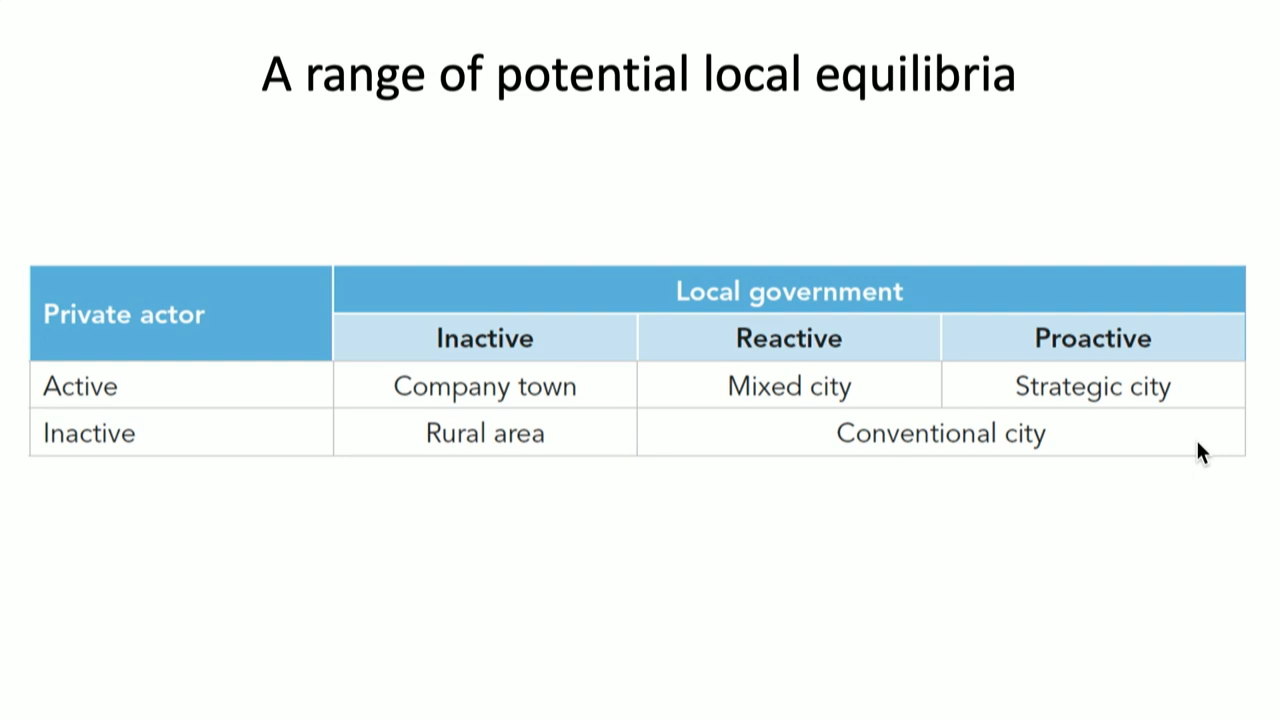 A range of potential local equilibria
Private actor
Local government
Inactive Reactive Proactive
Active Company town Mixed city Strategic city
Inactive Rural area Conventional city